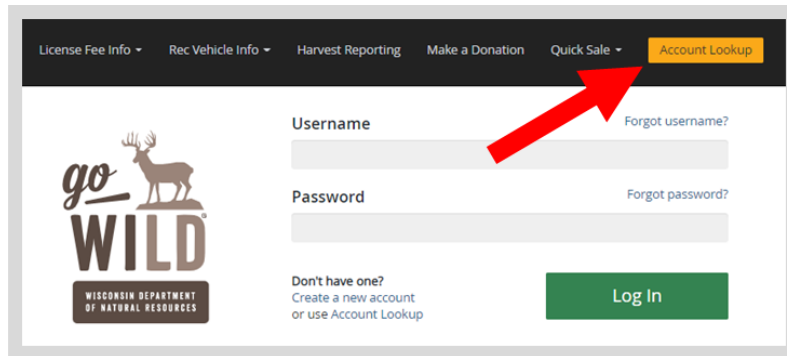 License Fee Info
Rec Vehicle Info
Harvest Reporting
Make a Donation
Quick Sale
Account Lookup
Username
Forgot username?
Password
Forgot password?
go
WILD
WISCONSIN DEPARTMENT
OF NATURAL RESOURCES
Don't have one?
Create a new account
or use Account Lookup
Log In